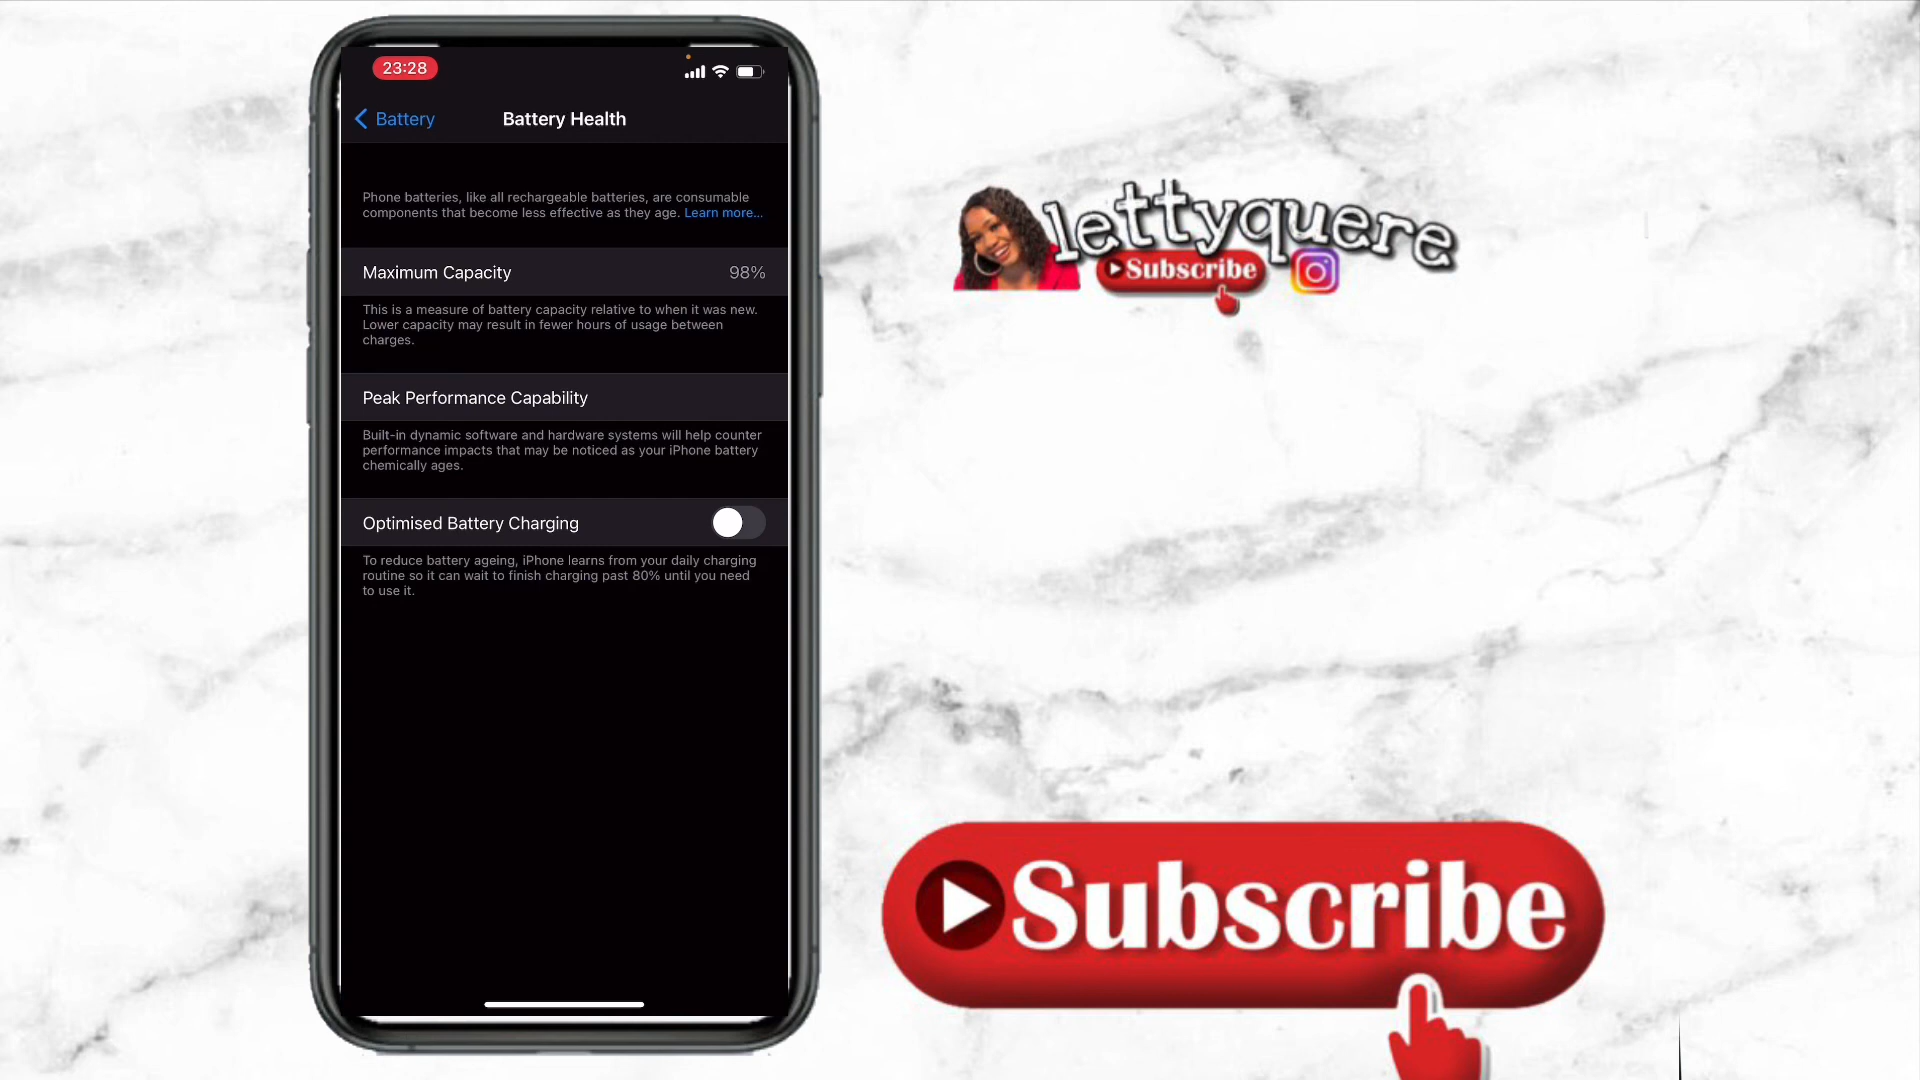 23:28
Battery
Battery Health
Phone batteries, like all rechargeable batteries, are consumable
components that become less effective as they age. Learn more...
Maximum Capacity 98%
This is a measure of battery capacity relative to when it was new.
Lower capacity may result in fewer hours of usage between
charges.
Peak Performance Capability
Built-in dynamic software and hardware systems will help counter
performance impacts that may be noticed as your iPhone battery
chemically ages.
Optimised Battery Charging
To reduce battery ageing, iPhone learns from your daily charging
routine so it can wait to finish charging past 80% until you need
to use it.
lettyquere
Subscribe
Subscribe